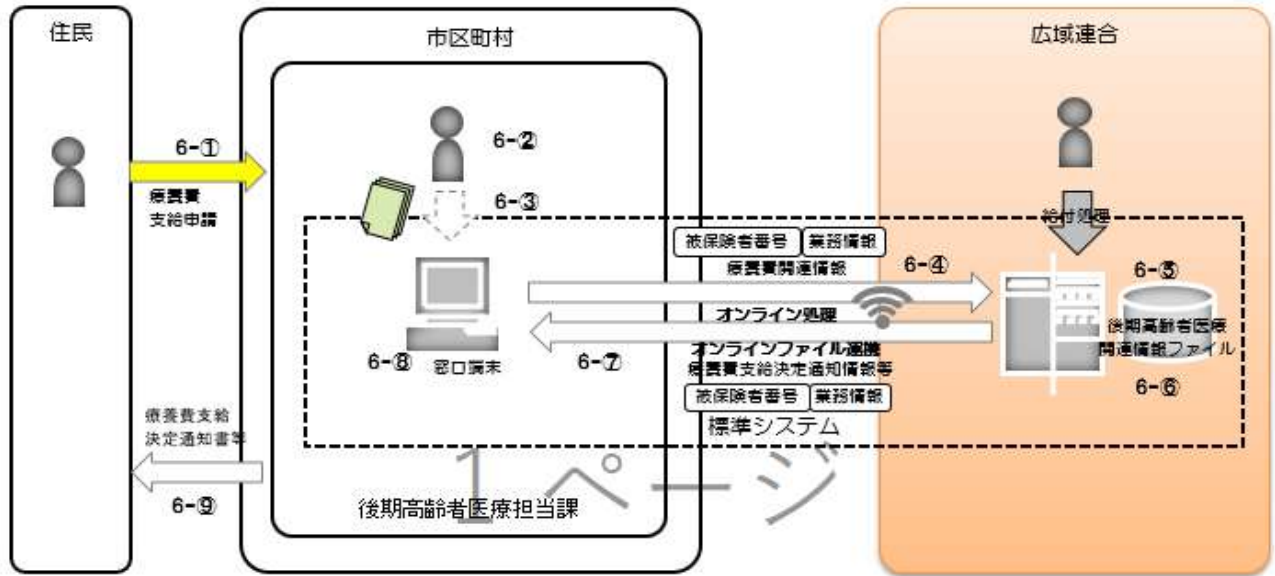 住民
市区町村
広域連合
6-①
療養費
支給申請
6-②
6-③
被保険者番号 業務情報
療養費関連情報
6-④
給付処理
オンライン処理
オンラインファイル連携
療養費支給決定通知情報等
被保険者番号 業務情報
標準システム
6-⑤
後期高齢者医療
関連情報ファイル
6-⑥
6-⑦
6-⑧
窓口端末
療養費支給
決定通知書等
6-⑨
後期高齢者医療担当課
1 ページ